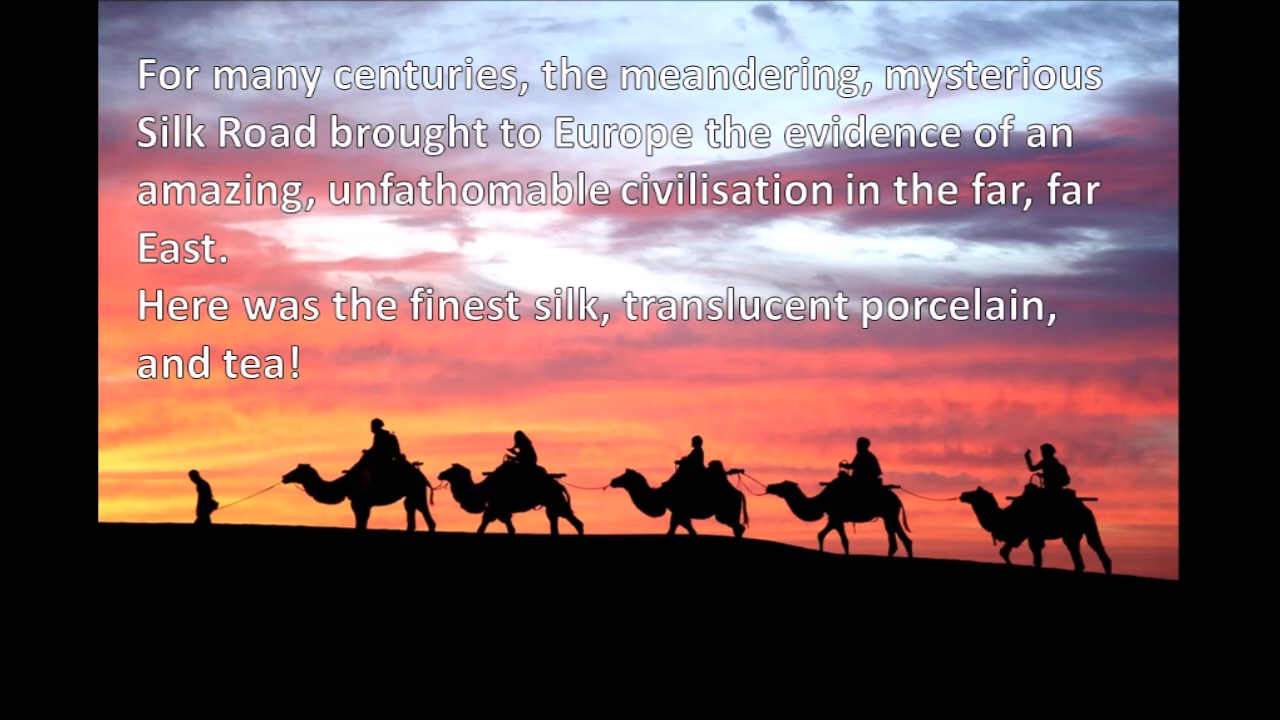 For many centuries, the meandering, mysterious
Silk Road brought to Europe the evidence of an
amazing, unfathomable civilisation in the far, far
East.
Here was the finest silk, translucent porcelain,
and tea!